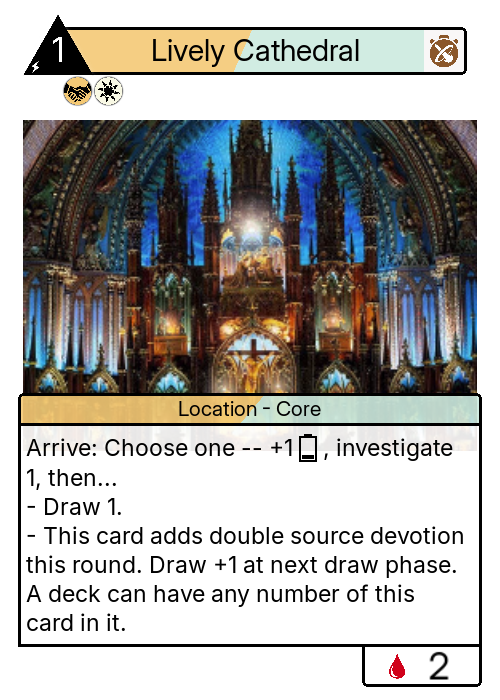 1
Lively Cathedral
Location - Core
Arrive: Choose one -- +1 , investigate
1, then...
- Draw 1.
- This card adds double source devotion
this round. Draw +1 at next draw phase.
A deck can have any number of this
card in it.
2